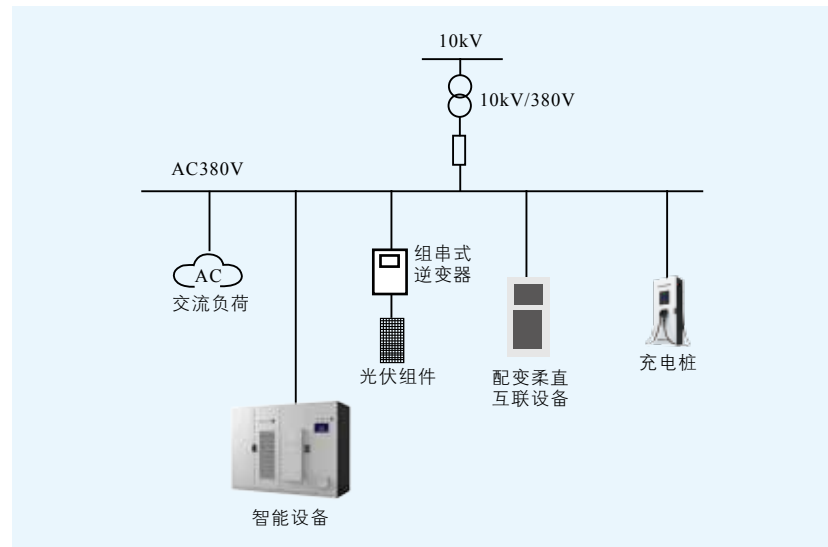 10kV
10kV/380V
AC380V
AC
交流负荷
组串式
逆变器
光伏组件
配变柔直
互联设备
充电桩
智能设备